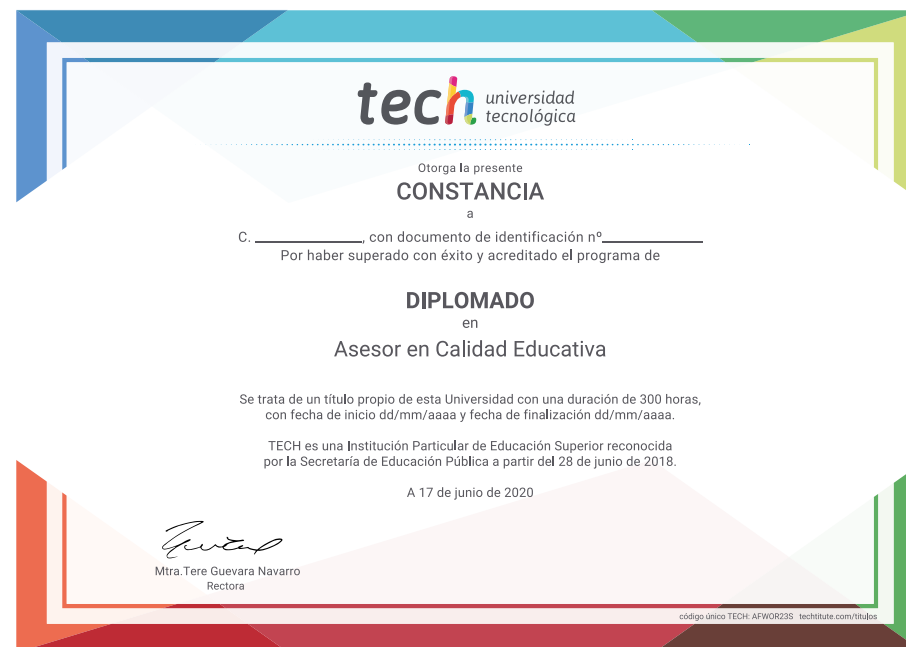 tech universidad
tecnológica
Otorga la presente
CONSTANCIA
a
C. ______________, con documento de identificación nº_____________
Por haber superado con éxito y acreditado el programa de
DIPLOMADO
en
Asesor en Calidad Educativa
Se trata de un título propio de esta Universidad con una duración de 300 horas,
con fecha de inicio dd/mm/aaaa y fecha de finalización dd/mm/aaaa.
TECH es una Institución Particular de Educación Superior reconocida
por la Secretaría de Educación Pública a partir del 28 de junio de 2018.
A 17 de junio de 2020
Mtra.Tere Guevara Navarro
Rectora
código único TECH: AFWOR23S techtitute.com/titulos